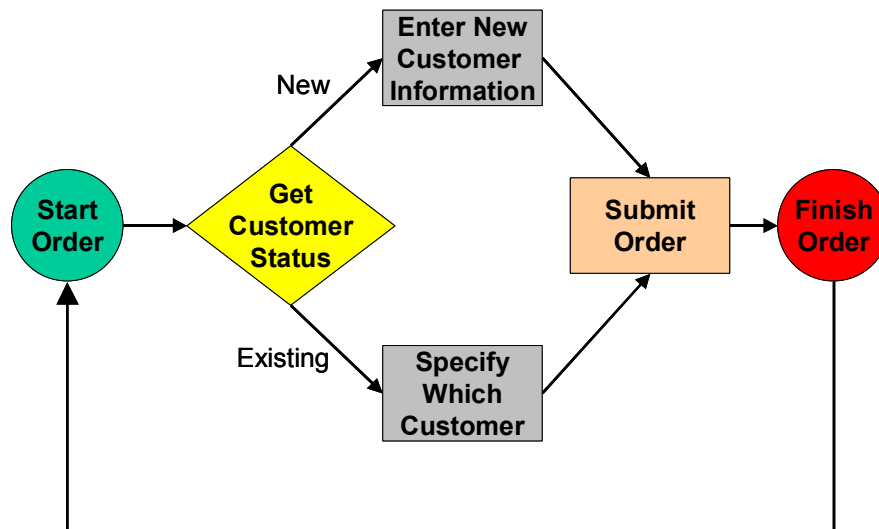 Enter New
Customer
Information
New
Start
Order
Get
Customer
Status
Submit
Order
Finish
Order
Existing
Specify
Which
Customer